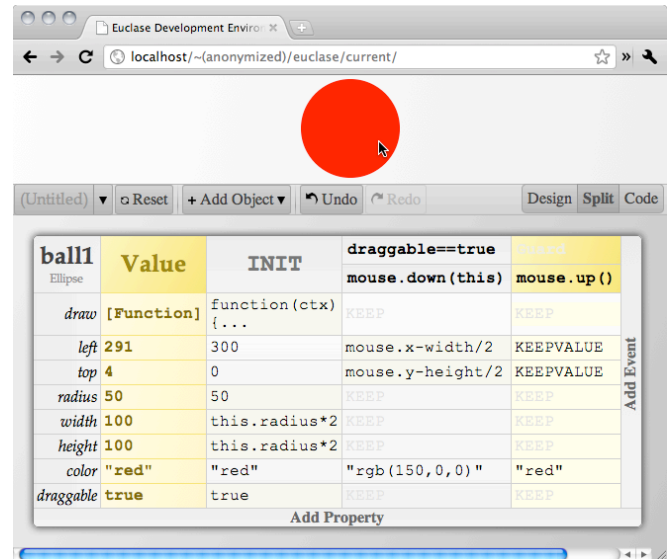 Euclase Development Environ
localhost/~(anonymized)/euclase/current/
(Untitled) Reset + Add Object Undo Redo Design Split Code
ball1 Value INIT draggable==true Guard
Ellipse mouse.down(this) mouse.up()
draw [Function] function(ctx) KEEP KEEP
{...
left 291 300 mouse.x-width/2 KEEPVALUE
top 4 0 mouse.y-height/2 KEEPVALUE
radius 50 50 KEEP KEEP
width 100 this.radius*2 KEEP KEEP
height 100 this.radius*2 KEEP KEEP
color "red" "red" "rgb(150,0,0)" "red"
draggable true true KEEP KEEP
Add Event
Add Property